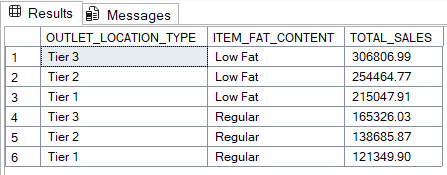 Results Messages
OUTLET_LOCATION_TYPE ITEM_FAT_CONTENT TOTAL_SALES
1 Tier 3 Low Fat 306806.99
2 Tier 2 Low Fat 254464.77
3 Tier 1 Low Fat 215047.91
4 Tier 3 Regular 165326.03
5 Tier 2 Regular 138685.87
6 Tier 1 Regular 121349.90